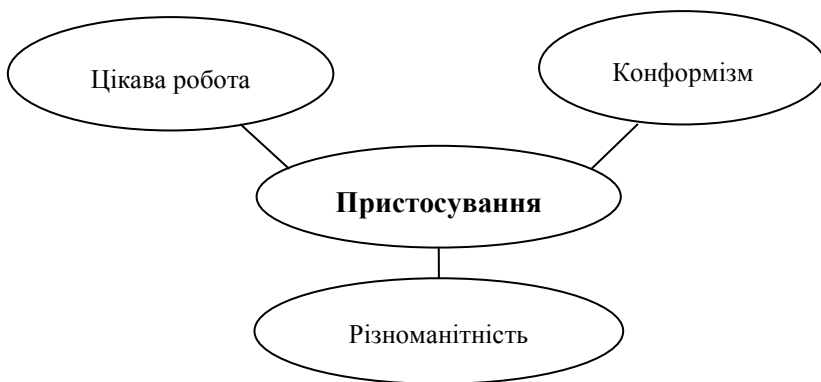 Цікава робота
Конформізм
Пристосування
Різноманітність